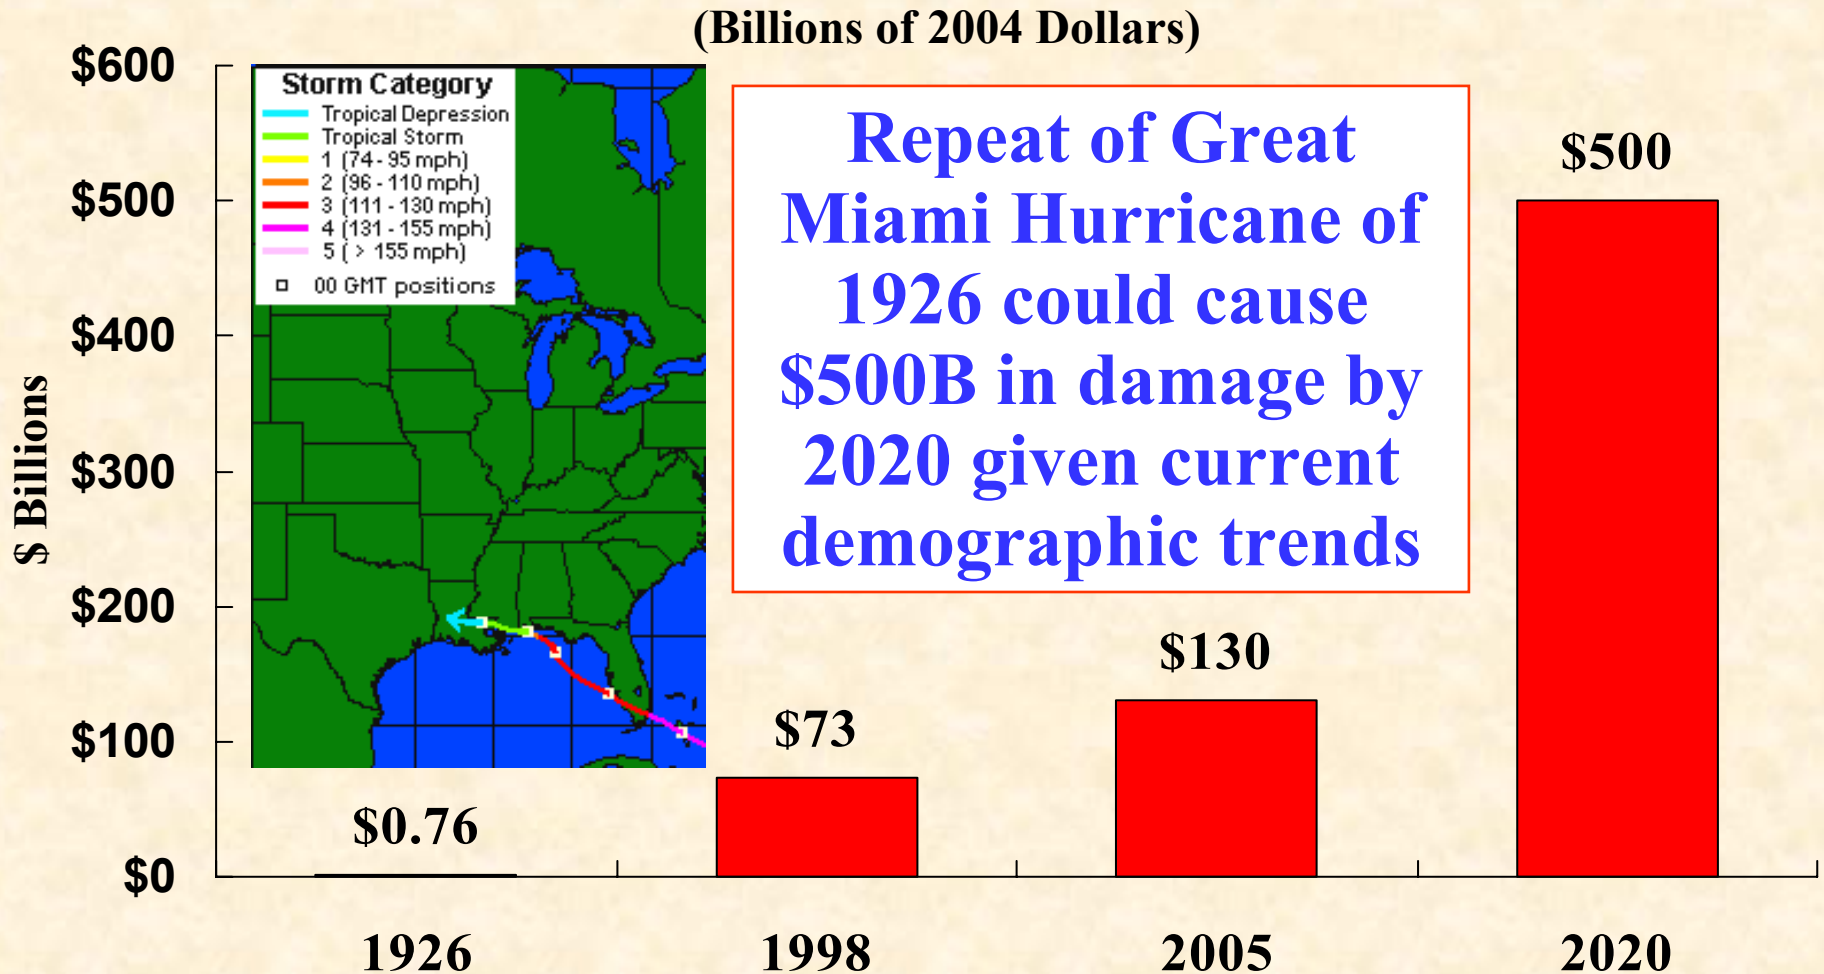 (Billions of 2004 Dollars)
$ Billions
$600
$500
$400
$300
$200
$100
$0
Storm Category
Tropical Depression
Tropical Storm
1 (74 - 95 mph)
2 (96 - 110 mph)
3 (111 - 130 mph)
4 (131 - 155 mph)
5 ( > 155 mph)
00 GMT positions
Repeat of Great
Miami Hurricane of
1926 could cause
$500B in damage by
2020 given current
demographic trends
$0.76
$73
$130
$500
1926
1998
2005
2020